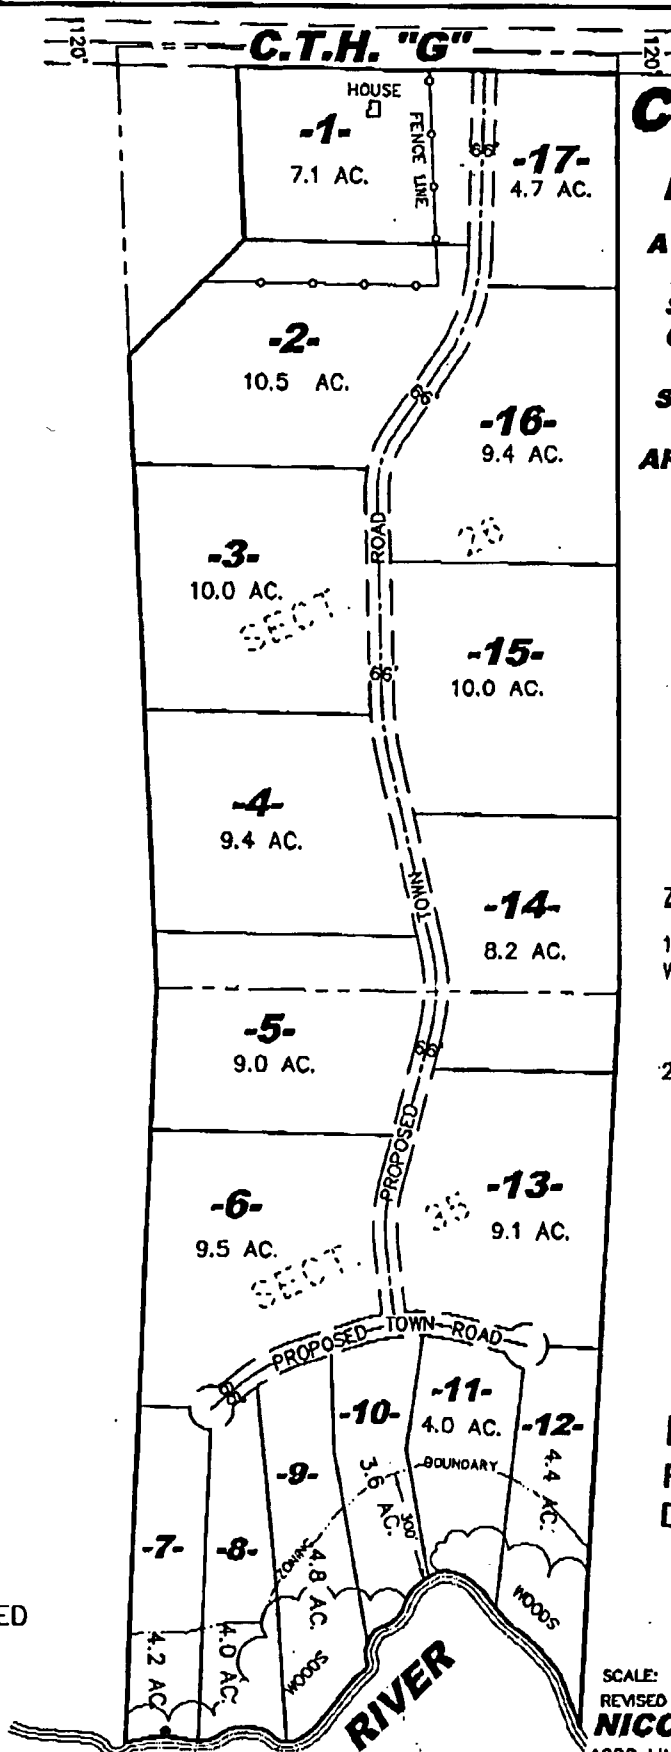 C.T.H. "G"
120'
120'
HOUSE
-1-
7.1 AC.
FENCE LINE
66'
-17-
4.7 AC.
C
A
-2-
10.5 AC.
66'
-16-
9.4 AC.
S
AF
-3-
10.0 AC.
ROAD
SECT.
26
66'
-15-
10.0 AC.
-4-
9.4 AC.
TOWN
-14-
8.2 AC.
1
2
-5-
9.0 AC.
66'
-6-
9.5 AC.
PROPOSED
-13-
9.1 AC.
SECT.
35
PROPOSED TOWN ROAD
66'
-7-
4.2 AC.
-8-
4.0 AC.
-9-
4.8 AC.
-10-
3.6 AC.
-11-
4.0 AC.
-12-
4.4 AC.
ZONING
BOUNDARY
300'
WOODS
WOODS
RIVER
ED
SCALE:
REVISED
NICO